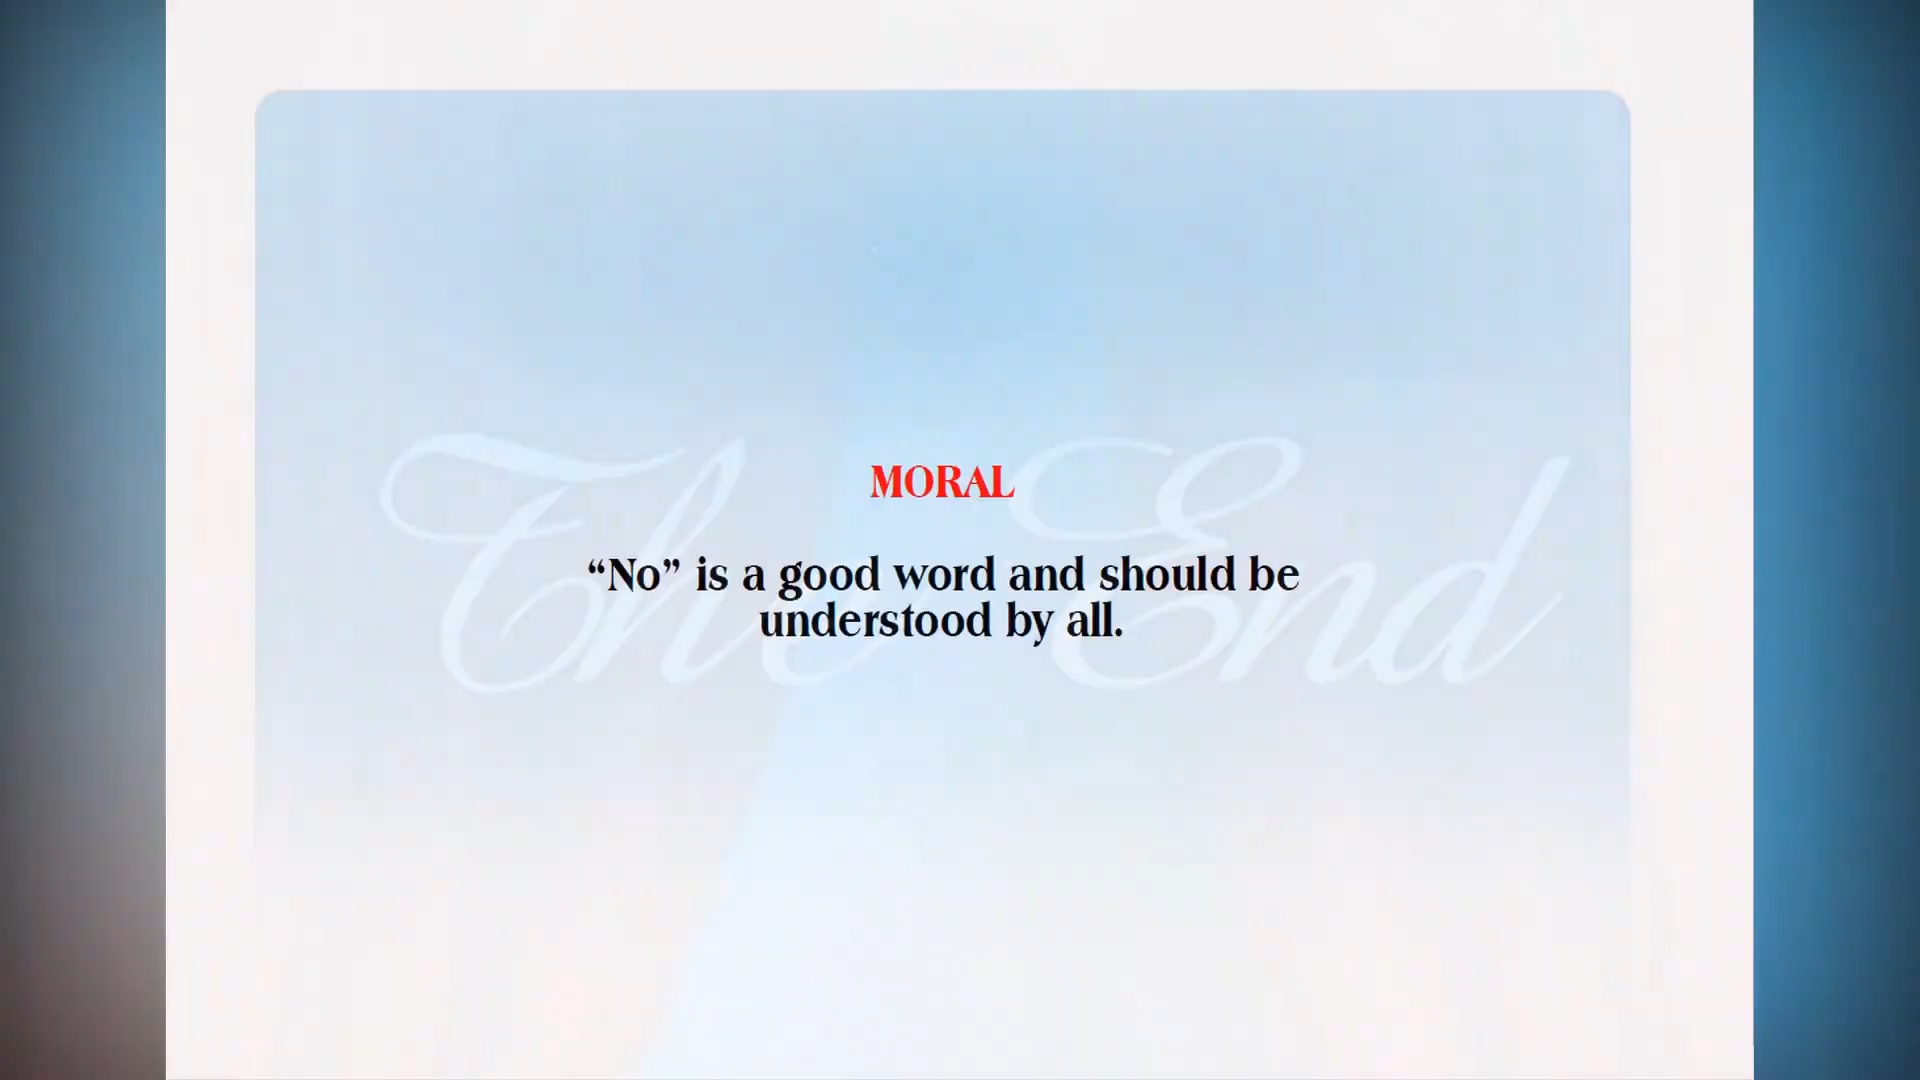 The End
MORAL
“No” is a good word and should be
understood by all.